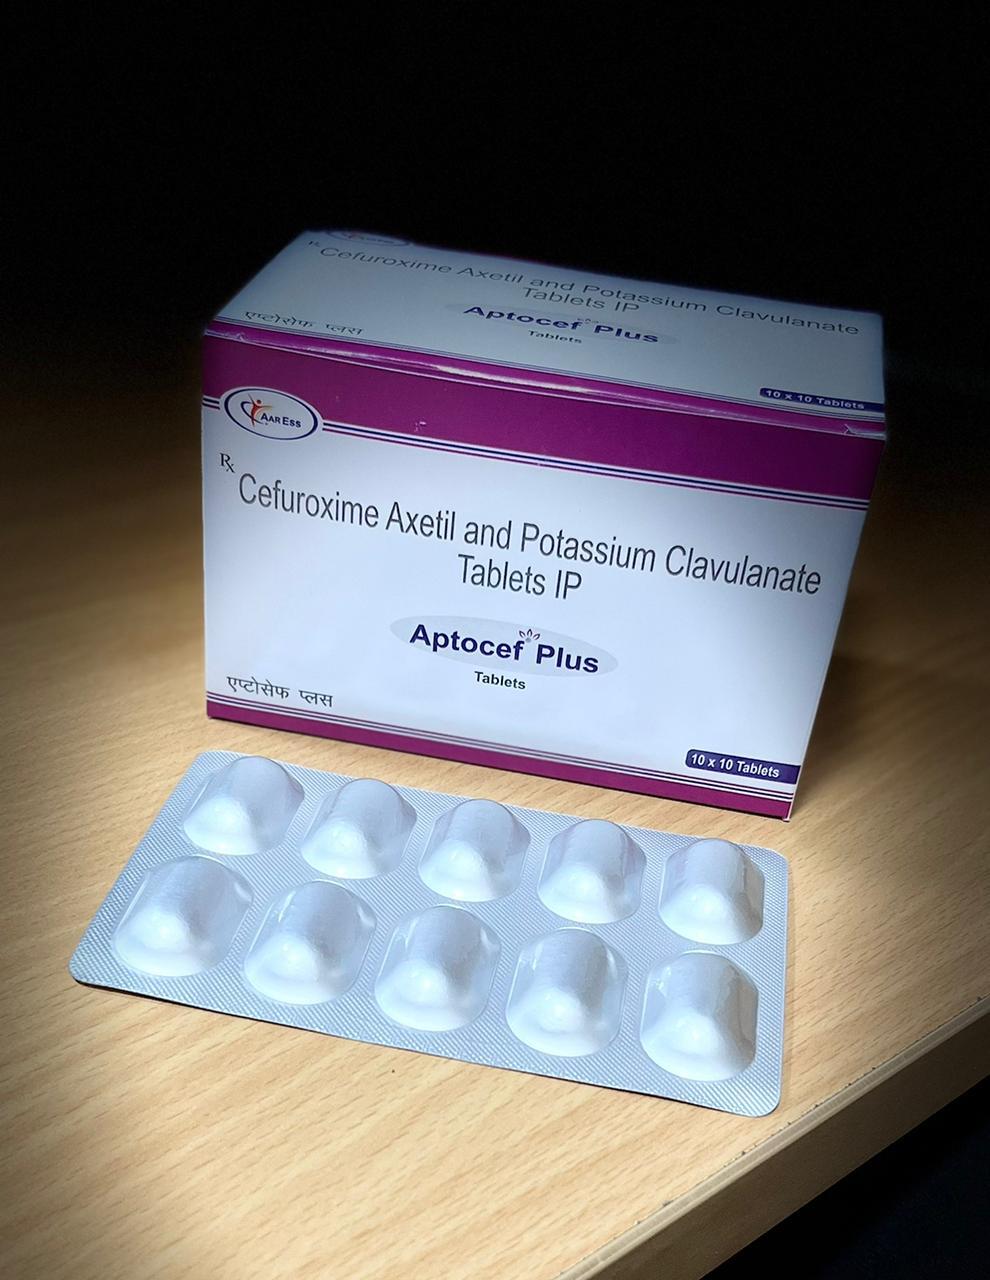 Rx
Cefuroxime Axetil and Potassium Clavulanate
Tablets IP
Aptocef Plus
Tablets
एप्टोसेफ प्लस
10 x 10 Tablets
AAR ESS
Rx
Cefuroxime Axetil and Potassium Clavulanate
Tablets IP
Aptocef Plus
Tablets
एप्टोसेफ प्लस
10 x 10 Tablets